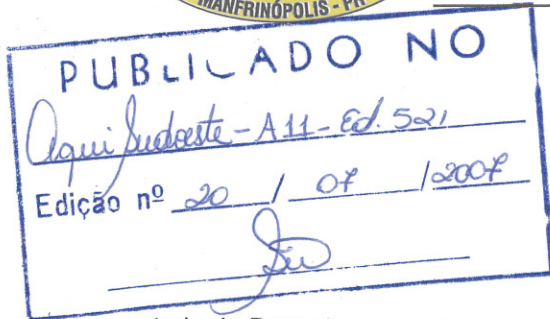 MANFRINÓPOLIS - PR
PUBLICADO NO
Aqui Sudoeste - A11 - Ed. 521
Edição nº 20 / 07 / 2007